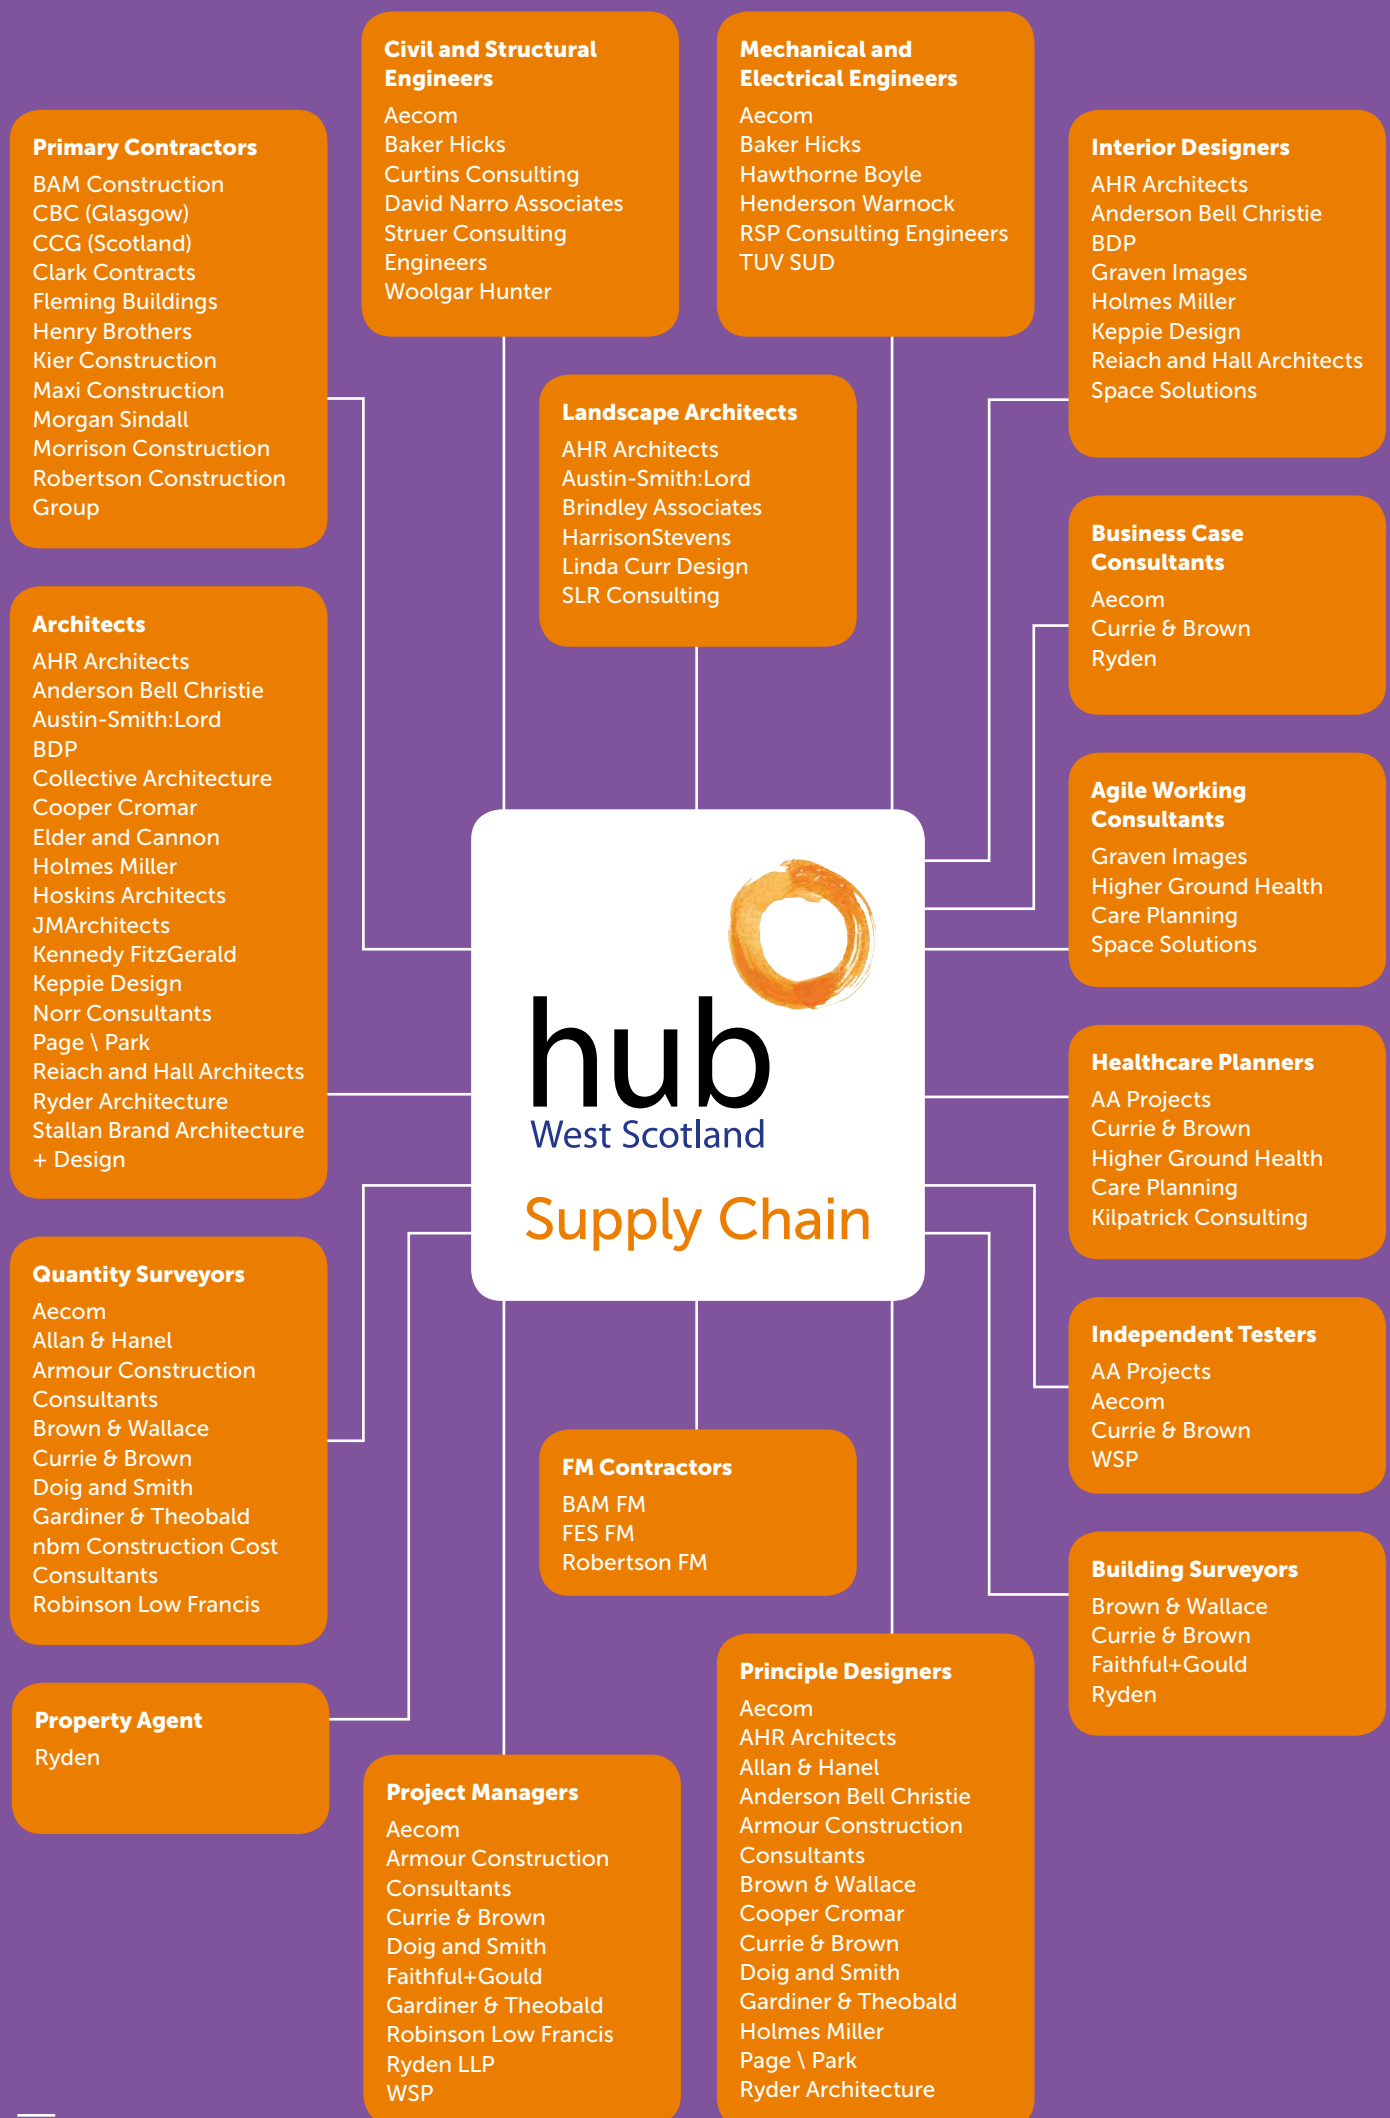 Civil and Structural
Engineers
Aecom
Baker Hicks
Curtins Consulting
David Narro Associates
Struer Consulting
Engineers
Woolgar Hunter
Mechanical and
Electrical Engineers
Aecom
Baker Hicks
Hawthorne Boyle
Henderson Warnock
RSP Consulting Engineers
TUV SUD
Primary Contractors
BAM Construction
CBC (Glasgow)
CCG (Scotland)
Clark Contracts
Fleming Buildings
Henry Brothers
Kier Construction
Maxi Construction
Morgan Sindall
Morrison Construction
Robertson Construction
Group
Interior Designers
AHR Architects
Anderson Bell Christie
BDP
Graven Images
Holmes Miller
Keppie Design
Reiach and Hall Architects
Space Solutions
Landscape Architects
AHR Architects
Austin-Smith:Lord
Brindley Associates
HarrisonStevens
Linda Curr Design
SLR Consulting
Business Case
Consultants
Aecom
Currie & Brown
Ryden
Architects
AHR Architects
Anderson Bell Christie
Austin-Smith:Lord
BDP
Collective Architecture
Cooper Cromar
Elder and Cannon
Holmes Miller
Hoskins Architects
JMArchitects
Kennedy FitzGerald
Keppie Design
Norr Consultants
Page \ Park
Reiach and Hall Architects
Ryder Architecture
Stallan Brand Architecture
+ Design
Agile Working
Consultants
Graven Images
Higher Ground Health
Care Planning
Space Solutions
hub
West Scotland
Supply Chain
Healthcare Planners
AA Projects
Currie & Brown
Higher Ground Health
Care Planning
Kilpatrick Consulting
Quantity Surveyors
Aecom
Allan & Hanel
Armour Construction
Consultants
Brown & Wallace
Currie & Brown
Doig and Smith
Gardiner & Theobald
nbm Construction Cost
Consultants
Robinson Low Francis
Independent Testers
AA Projects
Aecom
Currie & Brown
WSP
FM Contractors
BAM FM
FES FM
Robertson FM
Building Surveyors
Brown & Wallace
Currie & Brown
Faithful+Gould
Ryden
Property Agent
Ryden
Project Managers
Aecom
Armour Construction
Consultants
Currie & Brown
Doig and Smith
Faithful+Gould
Gardiner & Theobald
Robinson Low Francis
Ryden LLP
WSP
Principle Designers
Aecom
AHR Architects
Allan & Hanel
Anderson Bell Christie
Armour Construction
Consultants
Brown & Wallace
Cooper Cromar
Currie & Brown
Doig and Smith
Gardiner & Theobald
Holmes Miller
Page \ Park
Ryder Architecture